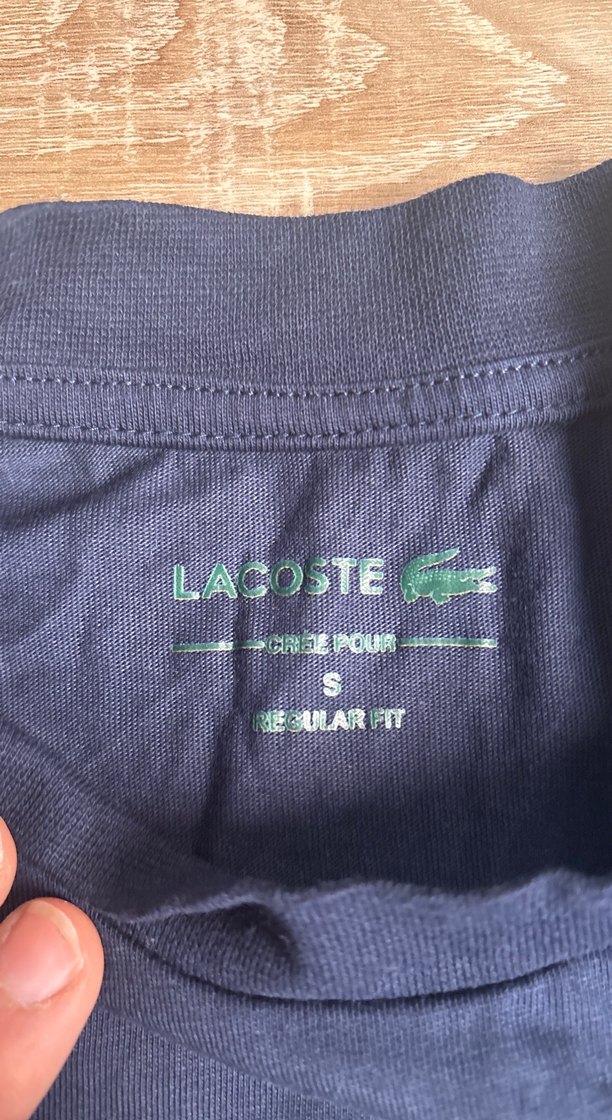 LACOSTE
CRÉÉ POUR
S
REGULAR FIT